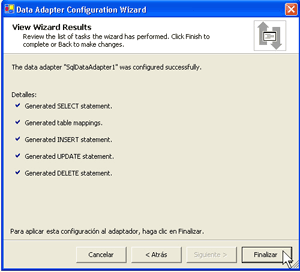 Data Adapter Configuration Wizard
View Wizard Results
Review the list of tasks the wizard has performed. Click Finish to
complete or Back to make changes.
The data adapter "SqlDataAdapter1" was configured successfully.
Detalles:
Generated SELECT statement.
Generated table mappings.
Generated INSERT statement.
Generated UPDATE statement.
Generated DELETE statement.
Para aplicar esta configuración al adaptador, haga clic en Finalizar.
Cancelar < Atrás Siguiente > Finalizar